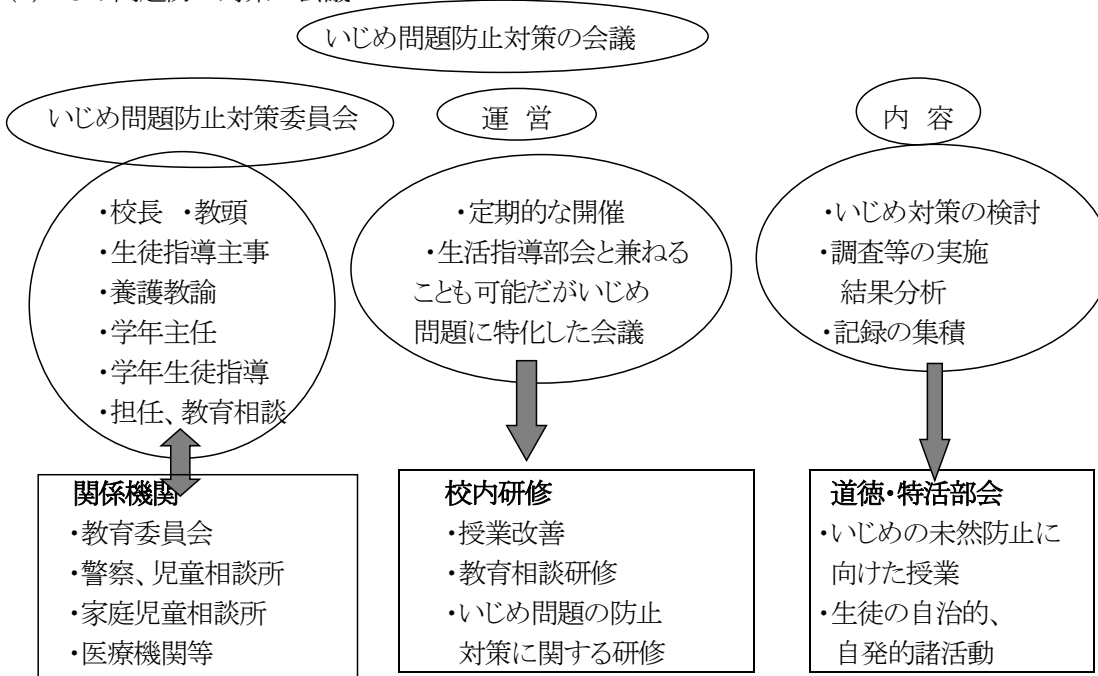 いじめ問題防止対策の会議
いじめ問題防止対策委員会
・校長 ・教頭
・生徒指導主事
・養護教諭
・学年主任
・学年生徒指導
・担任、教育相談
関係機関
・教育委員会
・警察、児童相談所
・家庭児童相談所
・医療機関等
運 営
・定期的な開催
・生活指導部会と兼ねる
ことも可能だがいじめ
問題に特化した会議
校内研修
・授業改善
・教育相談研修
・いじめ問題の防止
対策に関する研修
内 容
・いじめ対策の検討
・調査等の実施
結果分析
・記録の集積
道徳・特活部会
・いじめの未然防止に
向けた授業
・生徒の自治的、
自発的諸活動